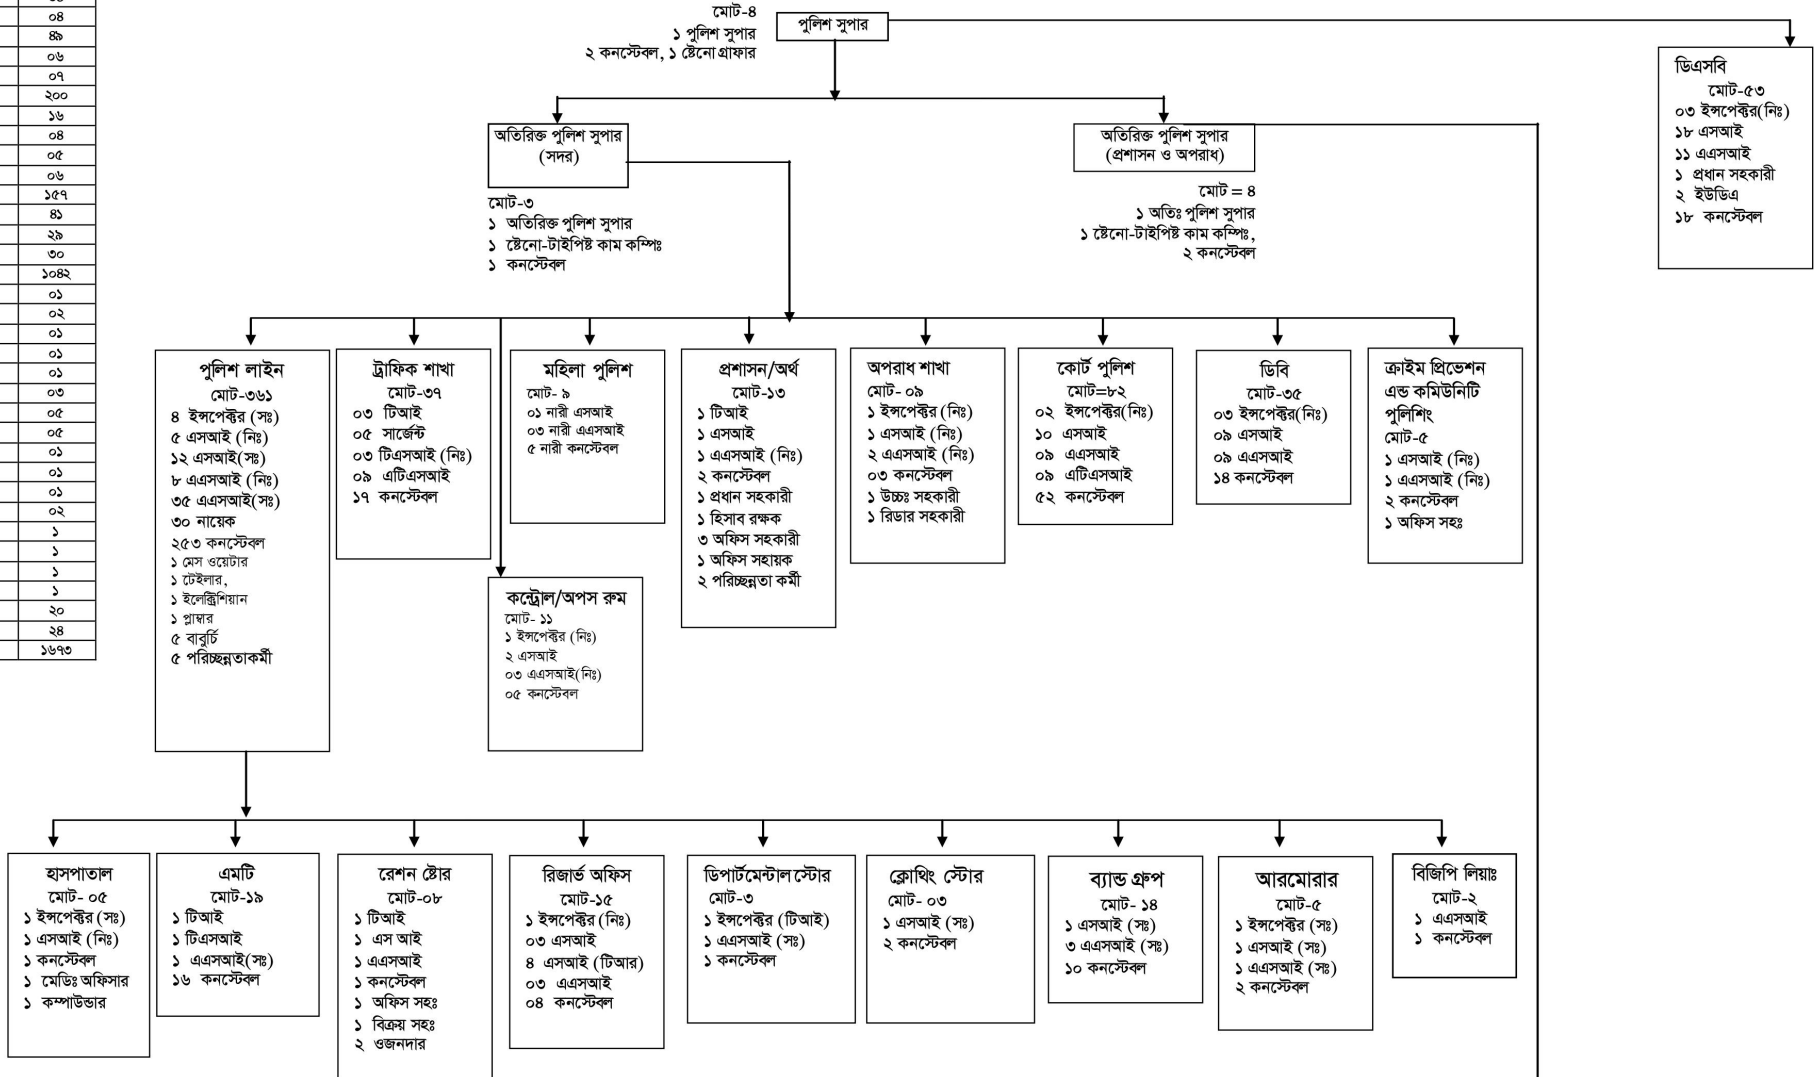 ০৪
৪৯
০৬
০৭
২০০
১৬
০৪
০৫
০৬
১৫৭
৪১
২৯
৩০
১০৪২
০১
০২
০১
০১
০১
০৩
০৫
০৫
০১
০১
০১
০২
১
১
১
১
২০
২৪
১৬৭৩
মোট-৪
১ পুলিশ সুপার
২ কনস্টেবল, ১ ষ্টেনোগ্রাফার
পুলিশ সুপার
ডিএসবি
মোট-৫৩
০৩ ইন্সপেক্টর(নিঃ)
১৮ এসআই
১১ এএসআই
১ প্রধান সহকারী
২ ইউডিএ
১৮ কনস্টেবল
অতিরিক্ত পুলিশ সুপার
(সদর)
মোট-৩
১ অতিরিক্ত পুলিশ সুপার
১ ষ্টেনো-টাইপিষ্ট কাম কম্পিঃ
১ কনস্টেবল
অতিরিক্ত পুলিশ সুপার
(প্রশাসন ও অপরাধ)
মোট = ৪
১ অতিঃ পুলিশ সুপার
১ ষ্টেনো-টাইপিষ্ট কাম কম্পিঃ,
২ কনস্টেবল
পুলিশ লাইন
মোট-৩৬১
৪ ইন্সপেক্টর (সঃ)
৫ এসআই (নিঃ)
১২ এসআই(সঃ)
৮ এএসআই (নিঃ)
৩৫ এএসআই(সঃ)
৩০ নায়েক
২৫৩ কনস্টেবল
১ মেস ওয়েটার
১ টেইলার,
১ ইলেক্ট্রিশিয়ান
১ প্লাম্বার
৫ বাবুর্চি
৫ পরিচ্ছন্নতাকর্মী
ট্রাফিক শাখা
মোট-৩৭
০৩ টিআই
০৫ সার্জেন্ট
০৩ টিএসআই (নিঃ)
০৯ এটিএসআই
১৭ কনস্টেবল
মহিলা পুলিশ
মোট- ৯
০১ নারী এসআই
০৩ নারী এএসআই
৫ নারী কনস্টেবল
কন্ট্রোল/অপস রুম
মোট- ১১
১ ইন্সপেক্টর (নিঃ)
২ এসআই
০৩ এএসআই(নিঃ)
০৫ কনস্টেবল
প্রশাসন/অর্থ
মোট-১৩
১ টিআই
১ এসআই
১ এএসআই (নিঃ)
২ কনস্টেবল
১ প্রধান সহকারী
১ হিসাব রক্ষক
৩ অফিস সহকারী
১ অফিস সহায়ক
২ পরিচ্ছন্নতা কর্মী
অপরাধ শাখা
মোট- ০৯
১ ইন্সপেক্টর (নিঃ)
১ এসআই (নিঃ)
২ এএসআই (নিঃ)
০৩ কনস্টেবল
১ উচ্চঃ সহকারী
১ রিডার সহকারী
কোর্ট পুলিশ
মোট=৮২
০২ ইন্সপেক্টর(নিঃ)
১০ এসআই
০৯ এএসআই
০৯ এটিএসআই
৫২ কনস্টেবল
ডিবি
মোট-৩৫
০৩ ইন্সপেক্টর(নিঃ)
০৯ এসআই
০৯ এএসআই
১৪ কনস্টেবল
ক্রাইম প্রিভেশন
এন্ড কমিউনিটি
পুলিশিং
মোট-৫
১ এসআই (নিঃ)
১ এএসআই (নিঃ)
২ কনস্টেবল
১ অফিস সহঃ
হাসপাতাল
মোট- ০৫
১ ইন্সপেক্টর (সঃ)
১ এসআই (নিঃ)
১ কনস্টেবল
১ মেডিঃ অফিসার
১ কম্পাউন্ডার
এমটি
মোট-১৯
১ টিআই
১ টিএসআই
১ এএসআই(সঃ)
১৬ কনস্টেবল
রেশন ষ্টোর
মোট-০৮
১ টিআই
১ এস আই
১ এএসআই
১ কনস্টেবল
১ অফিস সহঃ
১ বিক্রয় সহঃ
২ ওজনদার
রিজার্ভ অফিস
মোট-১৫
১ ইন্সপেক্টর (নিঃ)
০৩ এসআই
৪ এসআই (টিআর)
০৩ এএসআই
০৪ কনস্টেবল
ডিপার্টমেন্টাল স্টোর
মোট-৩
১ ইন্সপেক্টর (টিআই)
১ এএসআই (সঃ)
১ কনস্টেবল
ক্লোথিং স্টোর
মোট- ০৩
১ এসআই (সঃ)
২ কনস্টেবল
ব্যান্ড গ্রুপ
মোট- ১৪
১ এসআই (সঃ)
৩ এএসআই (সঃ)
১০ কনস্টেবল
আরমোরার
মোট-৫
১ ইন্সপেক্টর (সঃ)
১ এসআই (সঃ)
১ এএসআই (সঃ)
২ কনস্টেবল
বিজিপি লিয়াঃ
মোট-২
১ এএসআই
১ কনস্টেবল